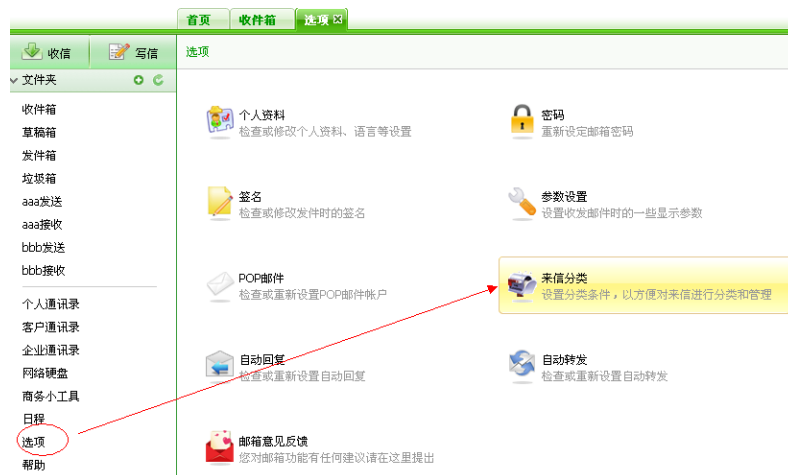 首页 收件箱 选项
收信 写信
选项
文件夹
收件箱
草稿箱
发件箱
垃圾箱
aaa发送
aaa接收
bbb发送
bbb接收
个人通讯录
客户通讯录
企业通讯录
网络硬盘
商务小工具
日程
选项
帮助
个人资料
检查或修改个人资料、语言等设置
密码
重新设定邮箱密码
签名
检查或修改发件时的签名
参数设置
设置收发邮件时的一些显示参数
POP邮件
检查或重新设置POP邮件帐户
来信分类
设置分类条件，以方便对来信进行分类和管理
自动回复
检查或重新设置自动回复
自动转发
检查或重新设置自动转发
邮箱意见反馈
您对邮箱功能有任何建议请在这里提出